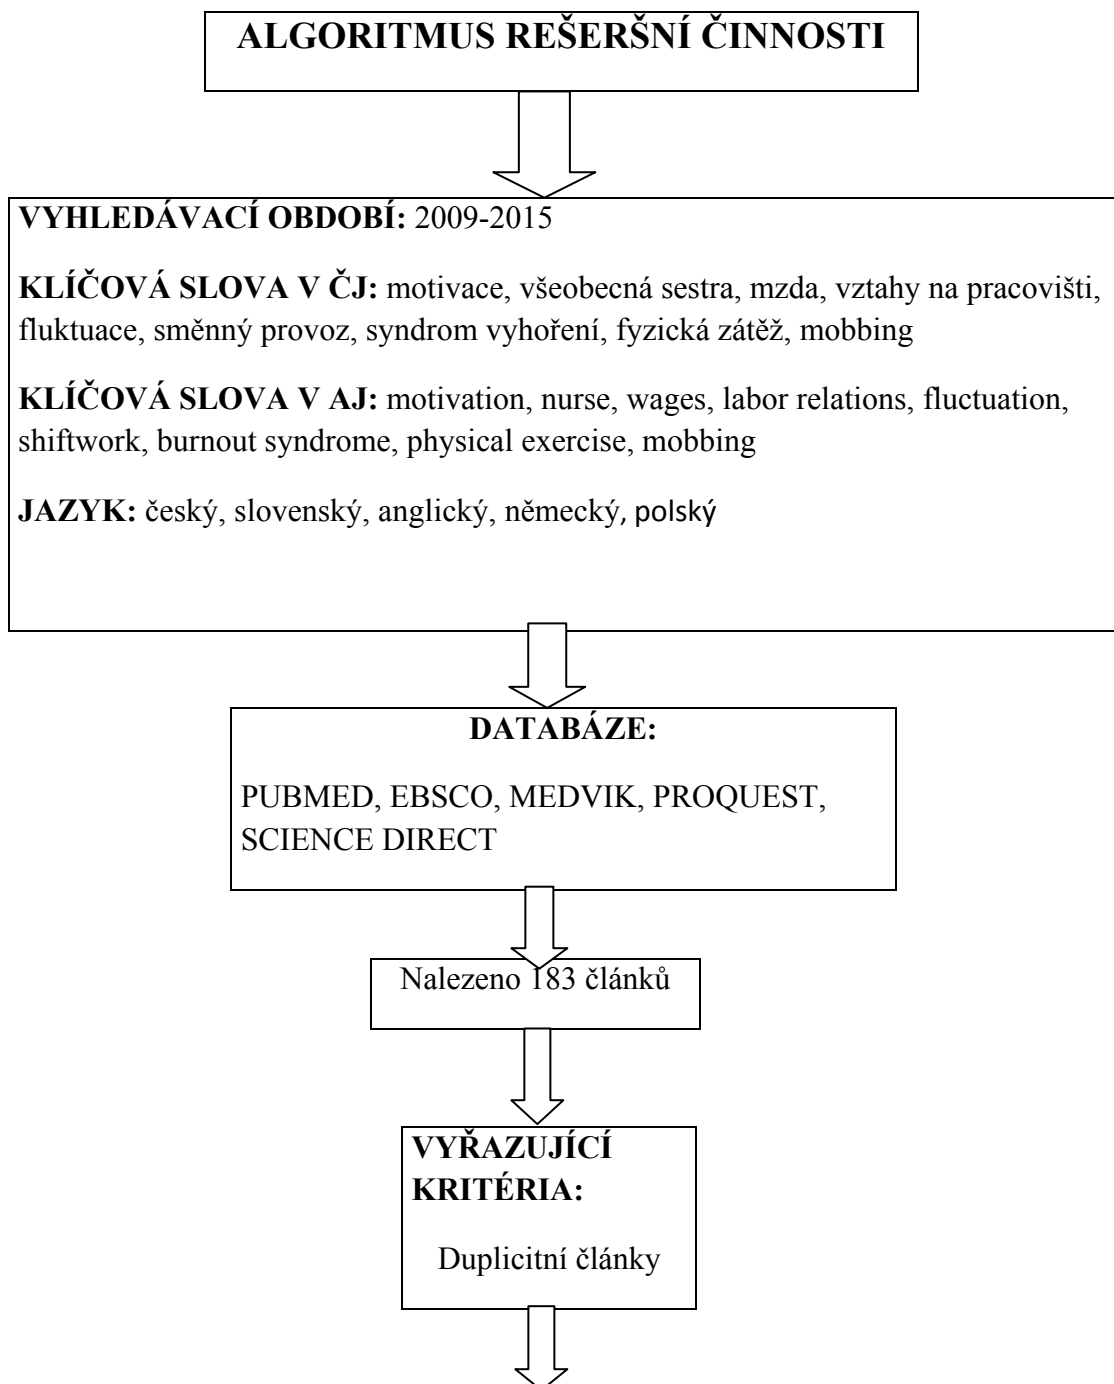 ALGORITMUS REŠERŠNÍ ČINNOSTI
VYHLEDÁVACÍ OBDOBÍ: 2009-2015
KLÍČOVÁ SLOVA V ČJ: motivace, všeobecná sestra, mzda, vztahy na pracovišti,
fluktuace, směnný provoz, syndrom vyhoření, fyzická zátěž, mobbing
KLÍČOVÁ SLOVA V AJ: motivation, nurse, wages, labor relations, fluctuation,
shiftwork, burnout syndrome, physical exercise, mobbing
JAZYK: český, slovenský, anglický, německý, polský
DATABÁZE:
PUBMED, EBSCO, MEDVIK, PROQUEST,
SCIENCE DIRECT
Nalezeno 183 článků
VYŘAZUJÍCÍ
KRITÉRIA:
Duplicitní články